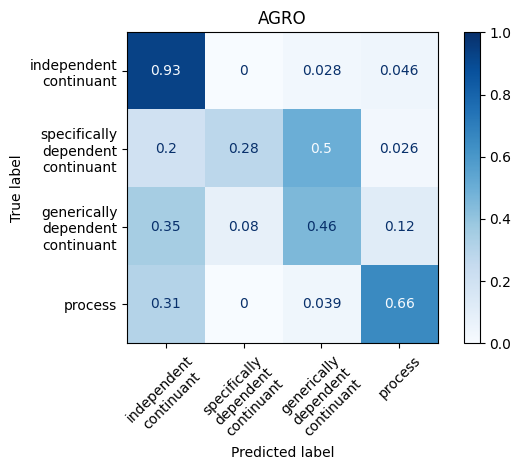 AGRO
True label
independent
continuant
specifically
dependent
continuant
generically
dependent
continuant
process
0.93 0 0.028 0.046
0.2 0.28 0.5 0.026
0.35 0.08 0.46 0.12
0.31 0 0.039 0.66
independent
continuant
specifically
dependent
continuant
generically
dependent
continuant
process
Predicted label
1.0
0.8
0.6
0.4
0.2
0.0